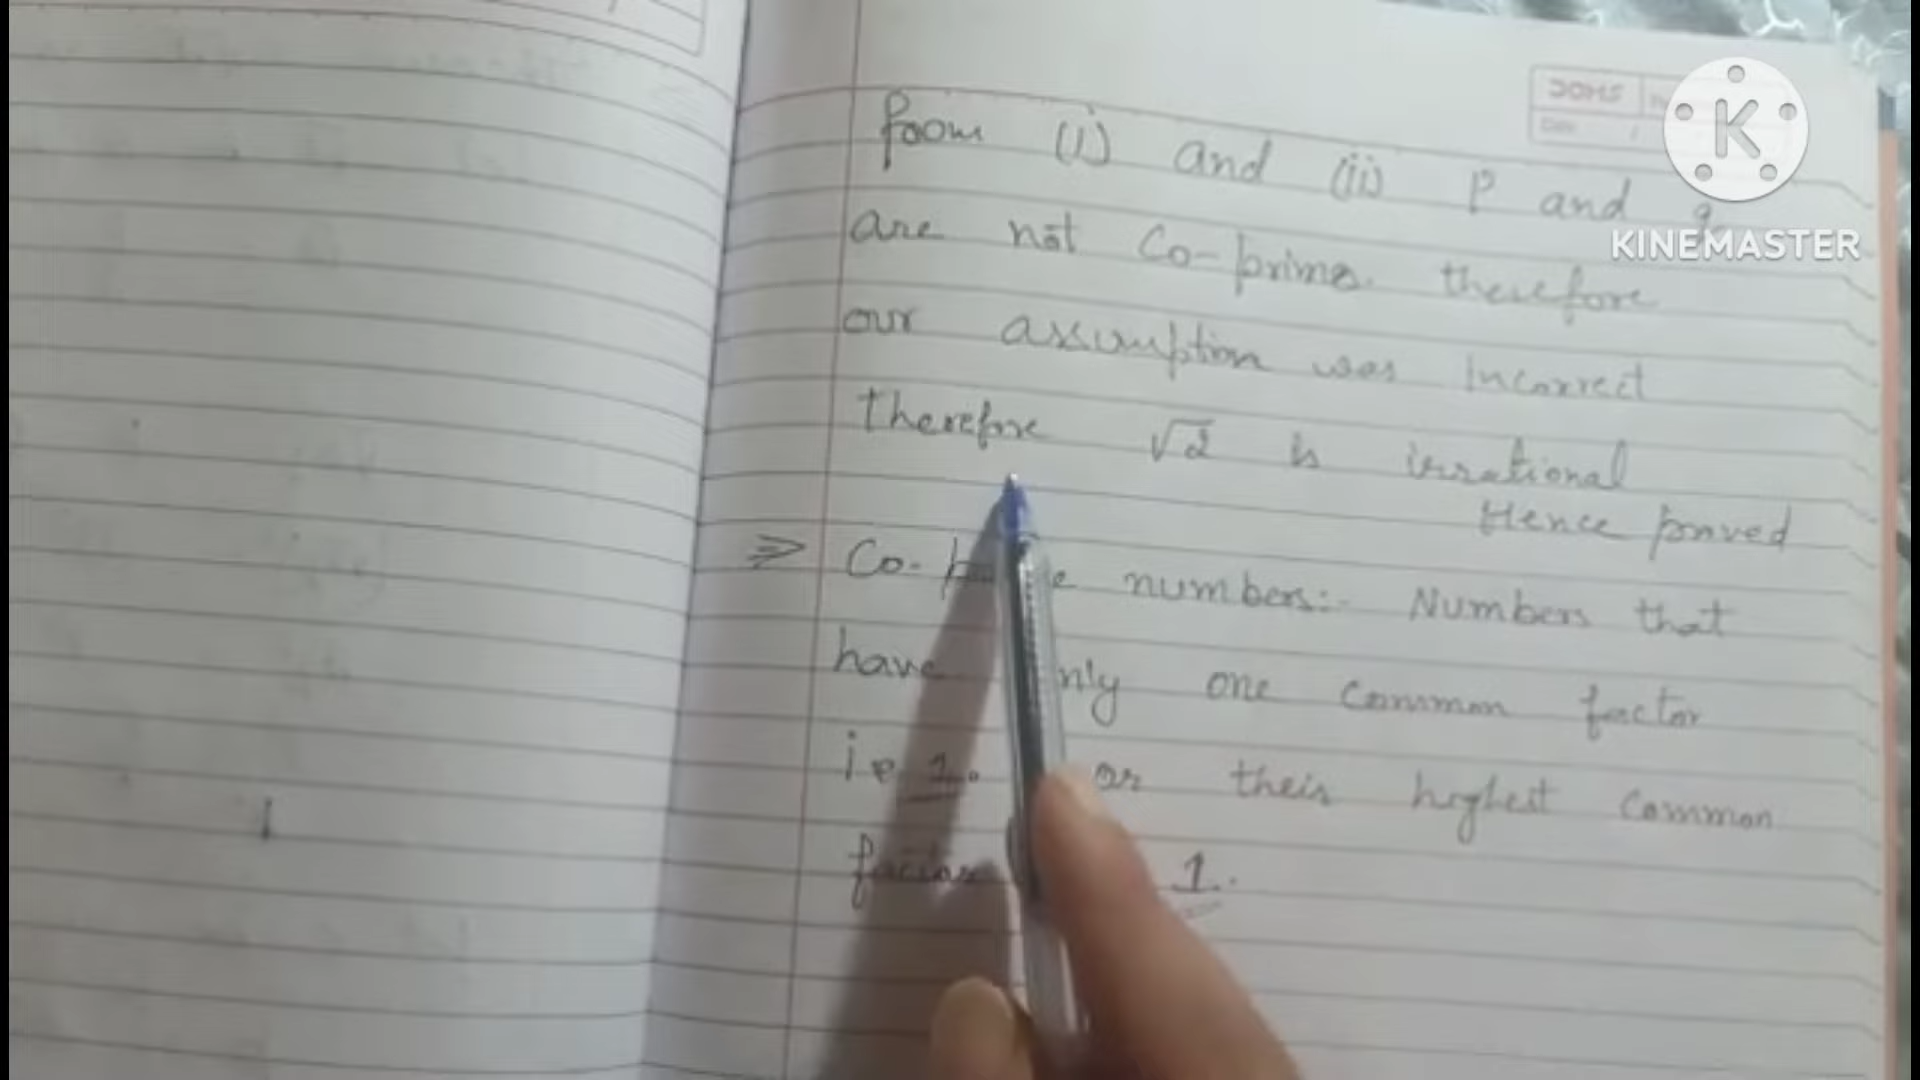 from (i) and (ii) P and q
are not Co-prime. therefore
our assumption was incorrect
therefore √2 is irrational
Hence proved
⇒ Co-prime numbers:- Numbers that
have only one common factor
i.e 1. or their highest common
factor 1.
DOMS
KINEMASTER